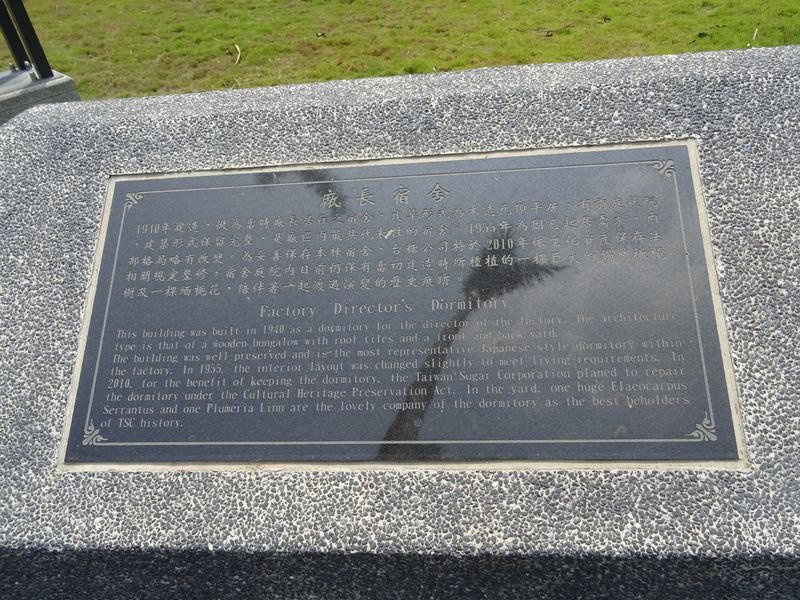 廠長宿舍
1940年建造，做為當時廠長居住之宿舍，建築形式為木造瓦頂平居，有前庭後院
，建築形式保留完整，是廠區內最具代表性的宿舍。1955年為因應起居需求，內
部格局略有改變。為妥善保存本棟宿舍，台糖公司特於2010年依文化資產保存法
相關規定整修，宿舍庭院內目前仍保有當初建造時所種植的一棵巨大的錫蘭橄欖
樹及一棵緬梔花，陪伴著一起渡過演變的歷史痕跡。
Factory Director's Dormitory
This building was built in 1940 as a dormitory for the director of the factory. The architecture
type is that of a wooden bungalow with roof tiles and a front and back yard.
The building was well-preserved and is the most representative Japanese style dormitory within
the factory. In 1955, the interior layout was changed slightly to meet living requirements. In
2010, for the benefit of keeping the dormitory, the Taiwan Sugar Corporation planed to repair
the dormitory under the Cultural Heritage Preservation Act. In the yard, one huge Elaeocarpus
Serrantus and one Plumeria Linn are the lovely company of the dormitory as the best beholders
of TSC history.